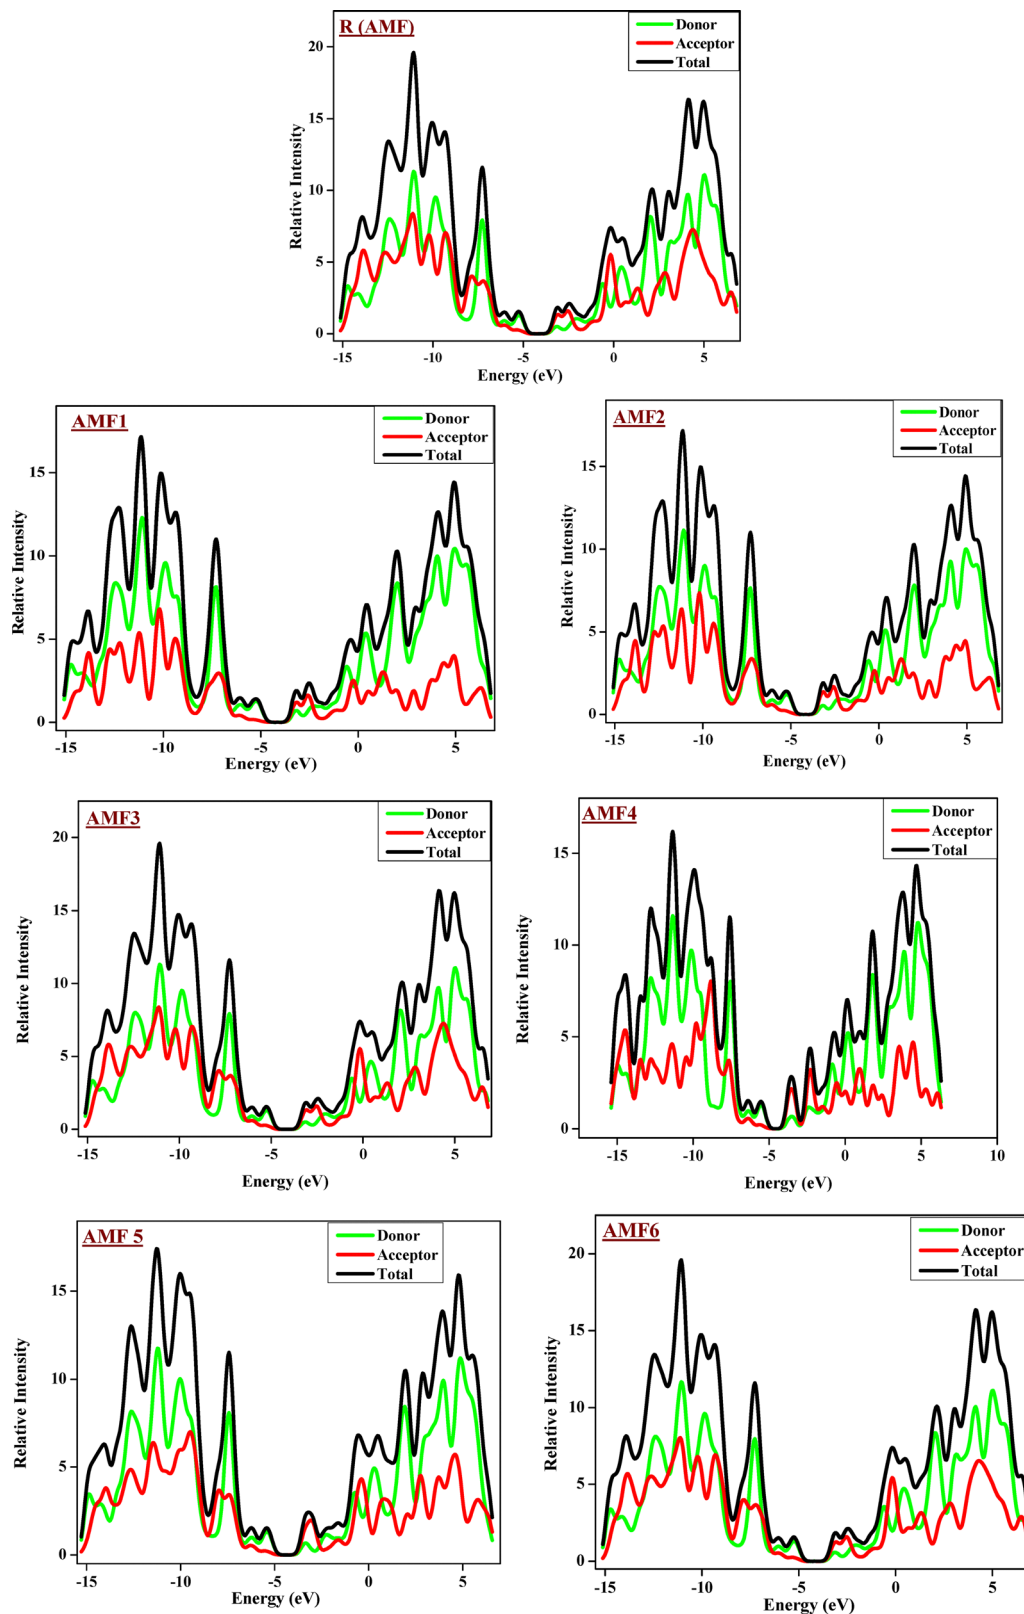 R (AMF)
Donor
Acceptor
Total
20
15
10
5
0
Relative Intensity
-15 -10 -5 0 5
Energy (eV)
AMF1
Donor
Acceptor
Total
15
10
5
0
Relative Intensity
-15 -10 -5 0 5
Energy (eV)
AMF2
Donor
Acceptor
Total
15
10
5
0
Relative Intensity
-15 -10 -5 0 5
Energy (eV)
AMF3
Donor
Acceptor
Total
20
15
10
5
0
Relative Intensity
-15 -10 -5 0 5
Energy (eV)
AMF4
Donor
Acceptor
Total
15
10
5
0
Relative Intensity
-15 -10 -5 0 5 10
Energy (eV)
AMF 5
Donor
Acceptor
Total
15
10
5
0
Relative Intensity
-15 -10 -5 0 5
Energy (eV)
AMF6
Donor
Acceptor
Total
20
15
10
5
0
Relative Intensity
-15 -10 -5 0 5
Energy (eV)